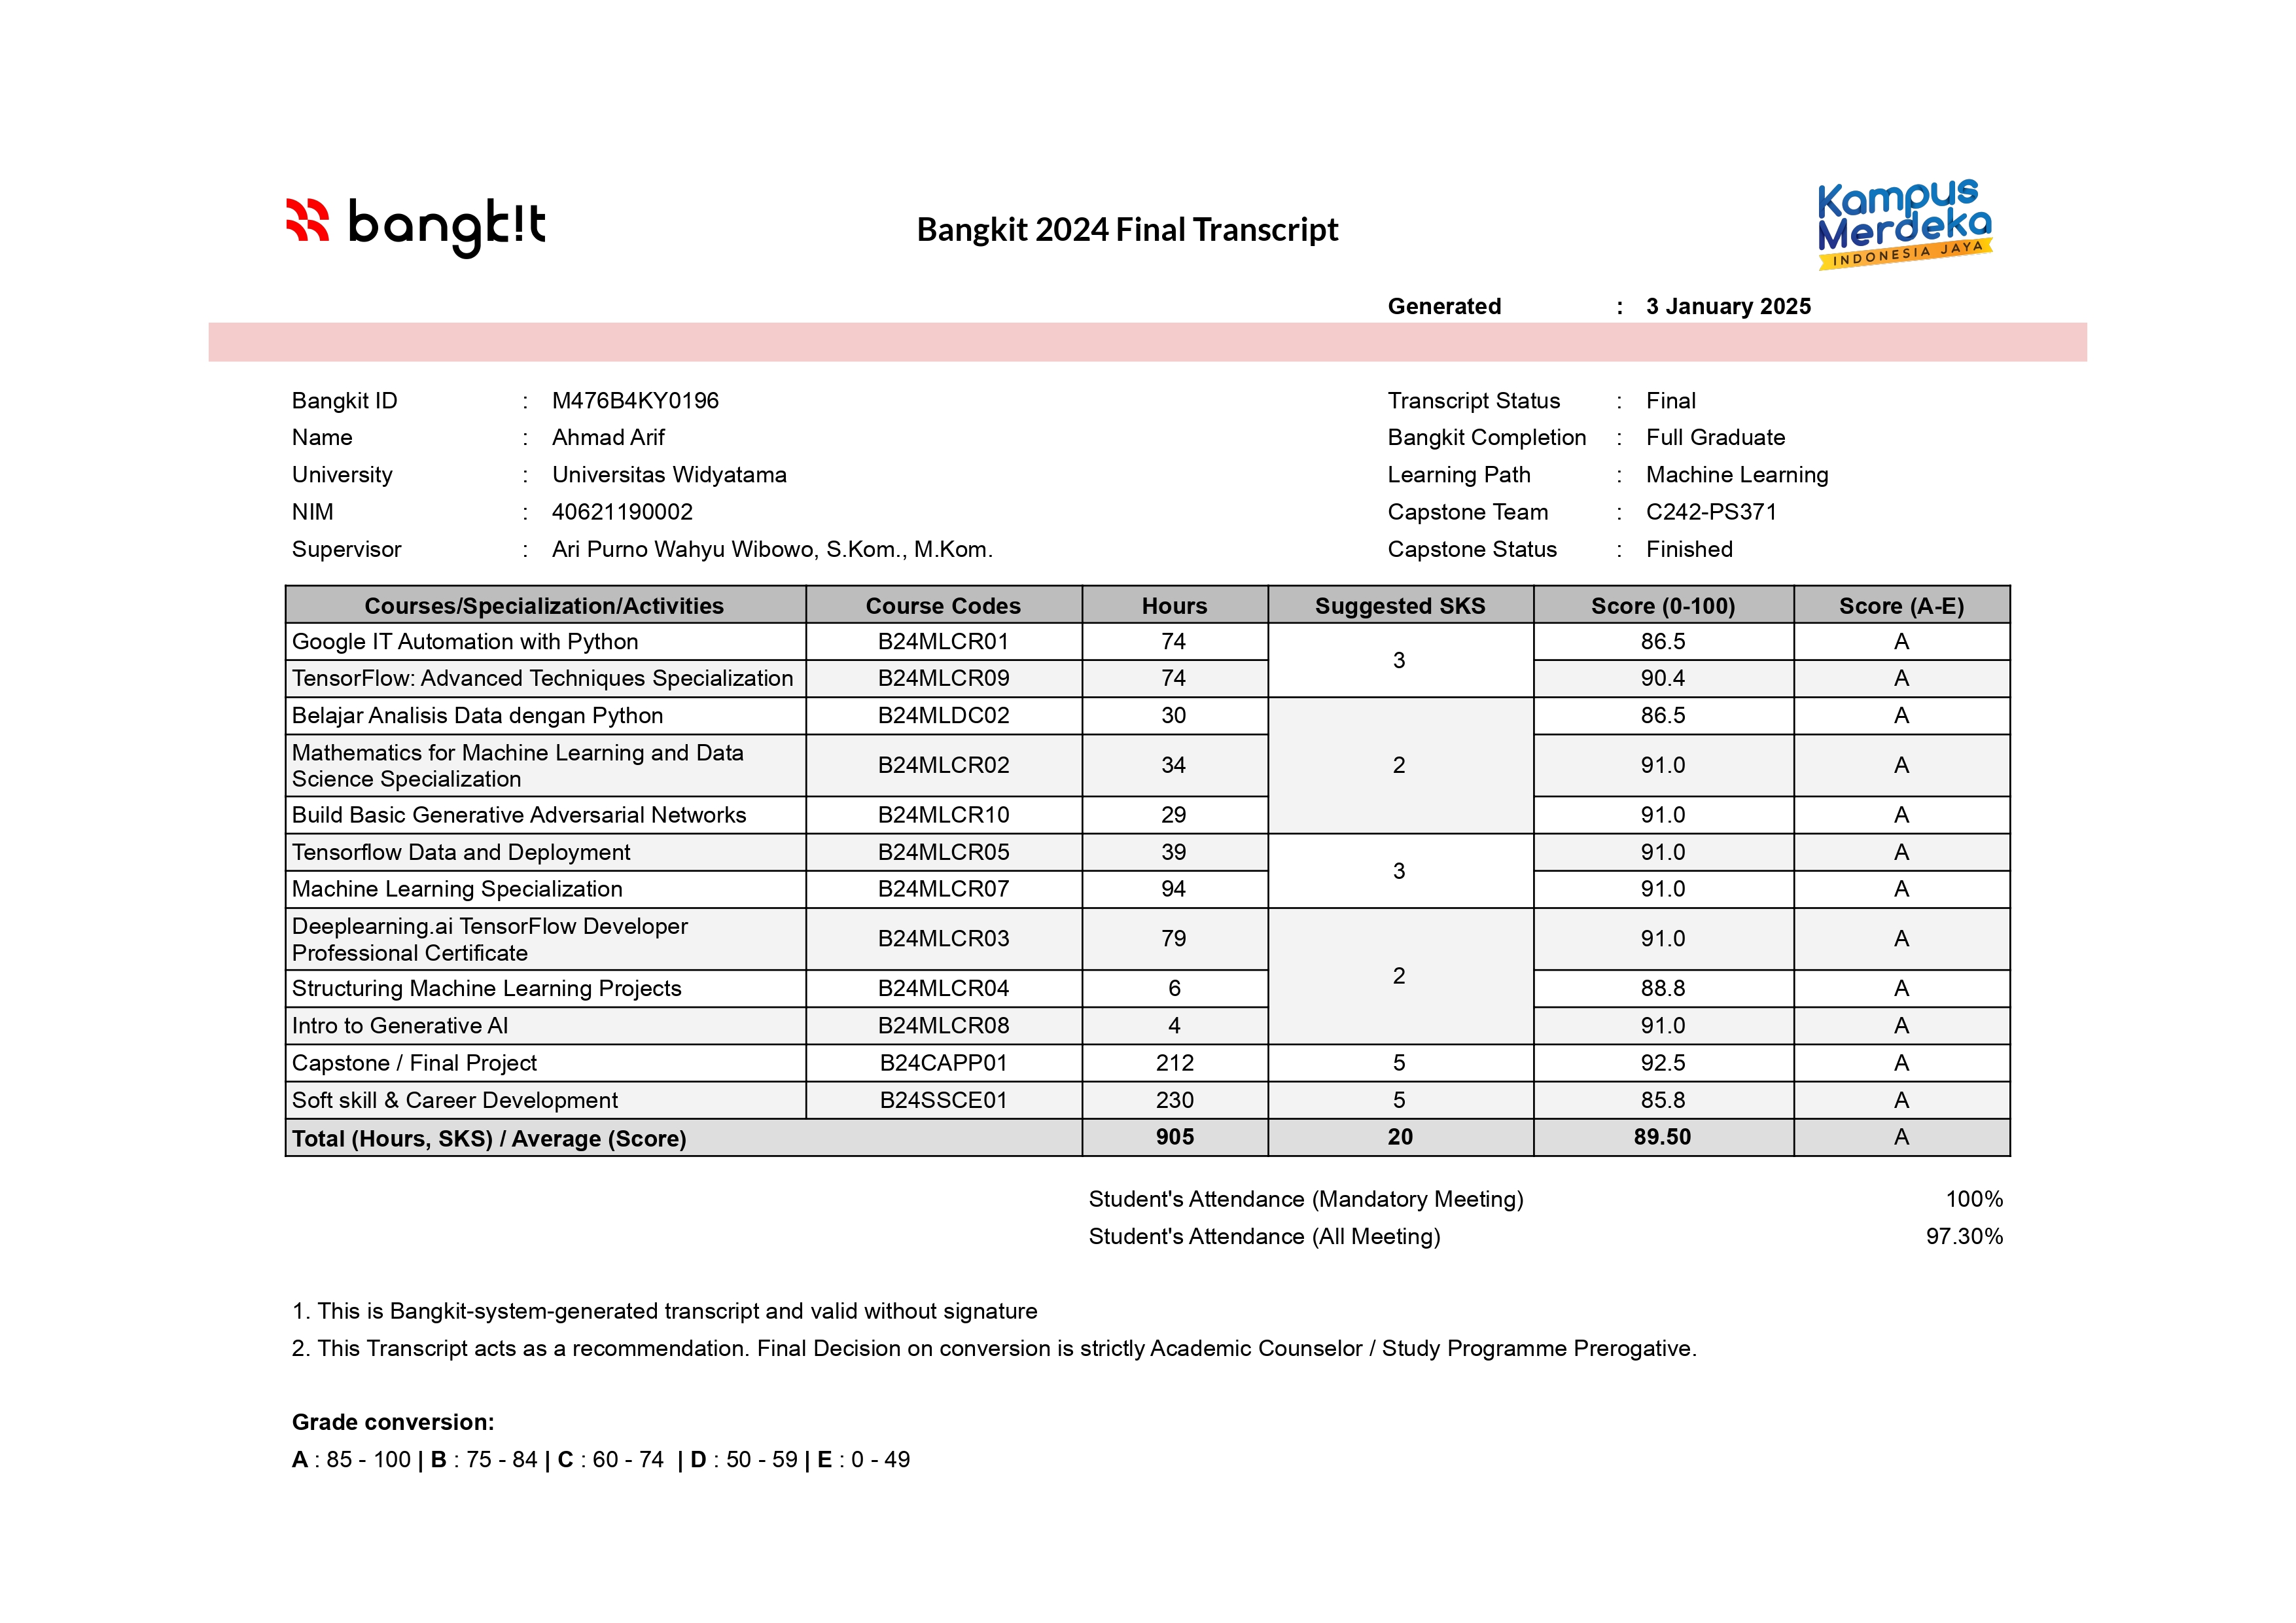 bangk!t
Bangkit 2024 Final Transcript
Kampus
Merdeka
INDONESIA JAYA
Generated : 3 January 2025
Bangkit ID : M476B4KY0196
Name : Ahmad Arif
University : Universitas Widyatama
NIM : 40621190002
Supervisor : Ari Purno Wahyu Wibowo, S.Kom., M.Kom.
Transcript Status : Final
Bangkit Completion : Full Graduate
Learning Path : Machine Learning
Capstone Team : C242-PS371
Capstone Status : Finished
Courses/Specialization/Activities Course Codes Hours Suggested SKS Score (0-100) Score (A-E)
Google IT Automation with Python B24MLCR01 74 3 86.5 A
TensorFlow: Advanced Techniques Specialization B24MLCR09 74 90.4 A
Belajar Analisis Data dengan Python B24MLDC02 30 2 86.5 A
Mathematics for Machine Learning and Data
Science Specialization B24MLCR02 34 91.0 A
Build Basic Generative Adversarial Networks B24MLCR10 29 91.0 A
Tensorflow Data and Deployment B24MLCR05 39 3 91.0 A
Machine Learning Specialization B24MLCR07 94 91.0 A
Deeplearning.ai TensorFlow Developer
Professional Certificate B24MLCR03 79 2 91.0 A
Structuring Machine Learning Projects B24MLCR04 6 88.8 A
Intro to Generative AI B24MLCR08 4 91.0 A
Capstone / Final Project B24CAPP01 212 5 92.5 A
Soft skill & Career Development B24SSCE01 230 5 85.8 A
Total (Hours, SKS) / Average (Score) 905 20 89.50 A
Student's Attendance (Mandatory Meeting) 100%
Student's Attendance (All Meeting) 97.30%
1. This is Bangkit-system-generated transcript and valid without signature
2. This Transcript acts as a recommendation. Final Decision on conversion is strictly Academic Counselor / Study Programme Prerogative.
Grade conversion:
A : 85 - 100 | B : 75 - 84 | C : 60 - 74 | D : 50 - 59 | E : 0 - 49